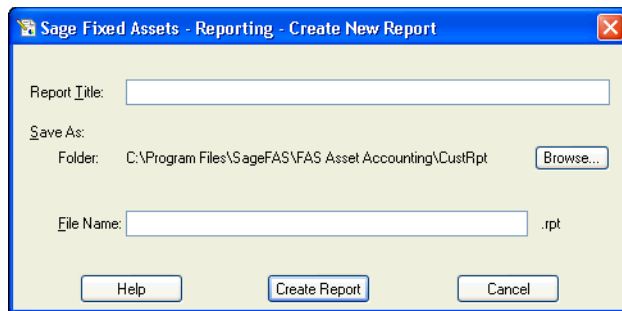 Sage Fixed Assets - Reporting - Create New Report
Report Title:
Save As:
Folder: C:\Program Files\SageFAS\FAS Asset Accounting\CustRpt Browse...
File Name: .rpt
Help Create Report Cancel